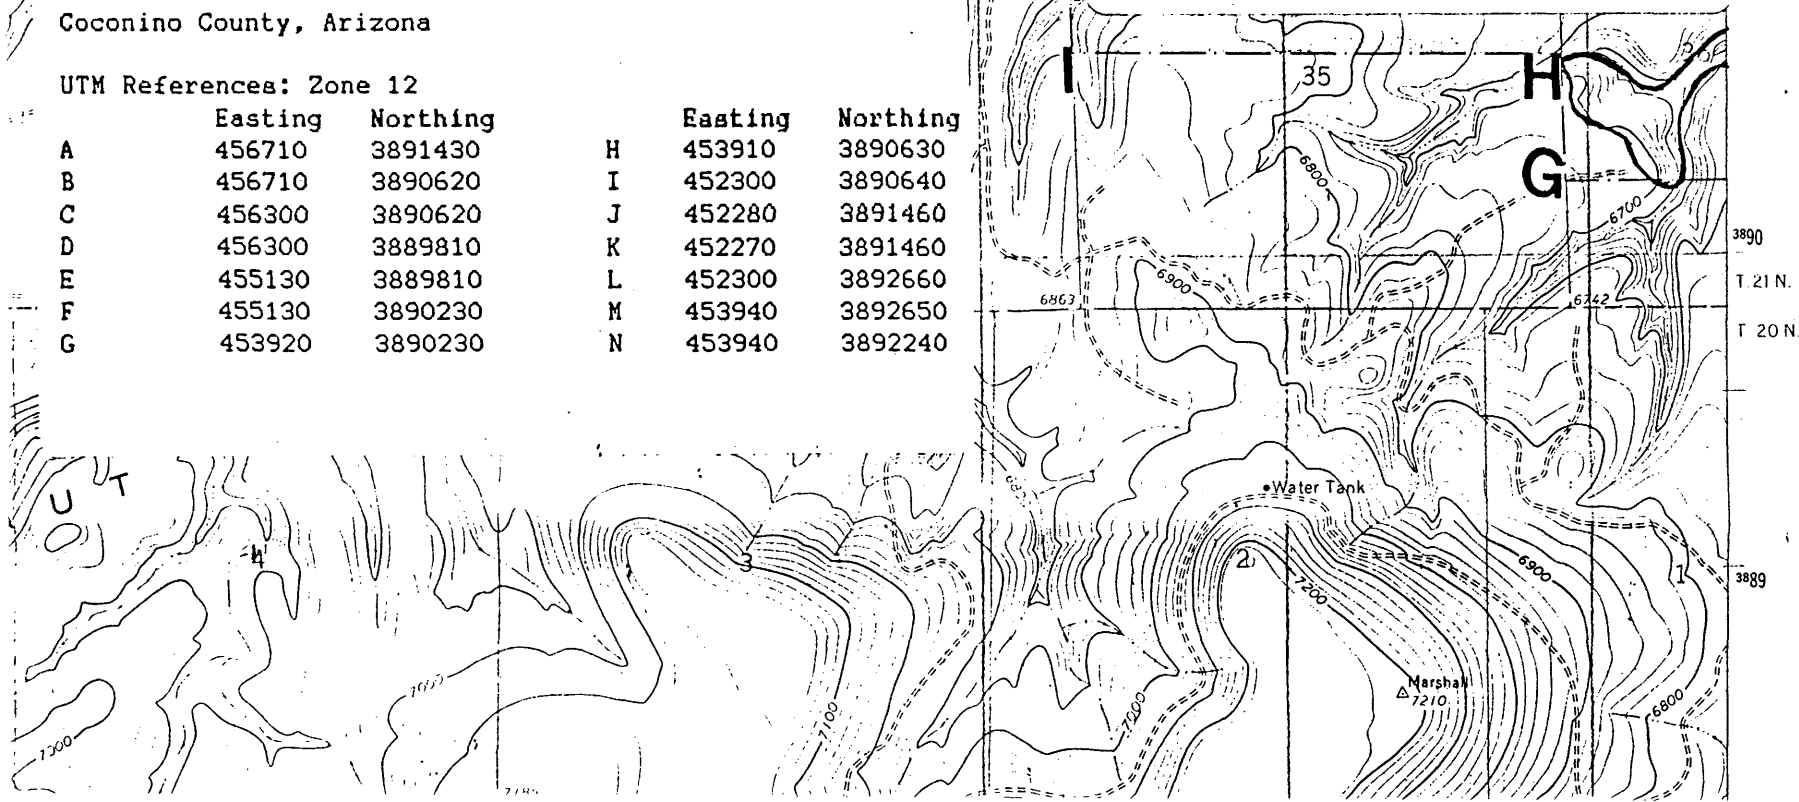 Coconino County, Arizona
UTM References: Zone 12
Easting Northing Easting Northing
A 456710 3891430 H 453910 3890630
B 456710 3890620 I 452300 3890640
C 456300 3890620 J 452280 3891460
D 456300 3889810 K 452270 3891460
E 455130 3889810 L 452300 3892660
F 455130 3890230 M 453940 3892650
G 453920 3890230 N 453940 3892240
I
35
H
G
6800
6700
3890
6900
T. 21 N.
6863
6742
T. 20 N.
U T
Water Tank
4
3
2
6900
1
3889
7200
7000
Marshall
7210
7100
7000
6800
7000